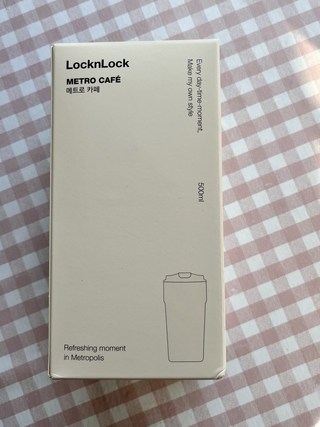 LocknLock
METRO CAFÉ
메트로 카페
Every day-time-moment,
Make my own style
500ml
Refreshing moment
in Metropolis